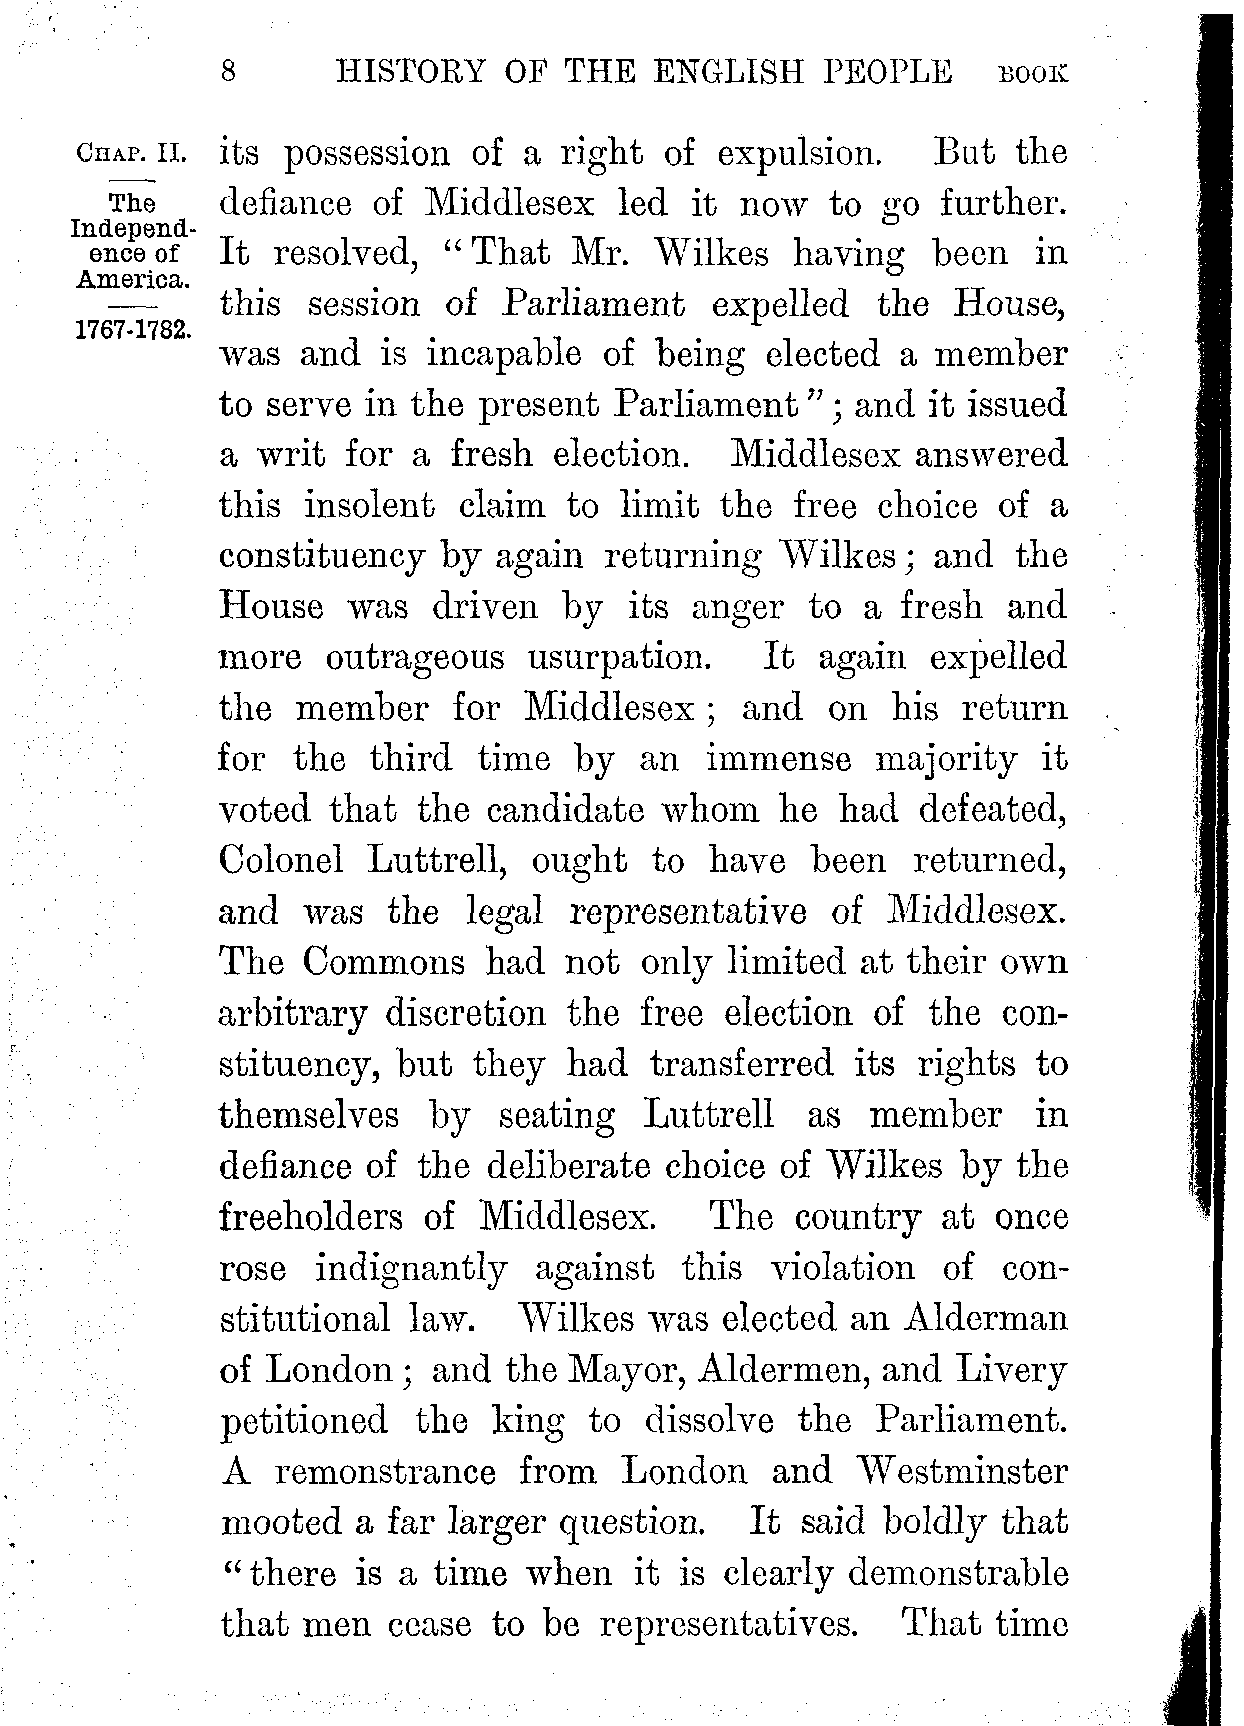 8 HISTORY OF THE ENGLISH PEOPLE BOOK
CHAP. II.
The
Independ-
ence of
America.
1767-1782.
its possession of a right of expulsion. But the
defiance of Middlesex led it now to go further.
It resolved, “That Mr. Wilkes having been in
this session of Parliament expelled the House,
was and is incapable of being elected a member
to serve in the present Parliament”; and it issued
a writ for a fresh election. Middlesex answered
this insolent claim to limit the free choice of a
constituency by again returning Wilkes; and the
House was driven by its anger to a fresh and
more outrageous usurpation. It again expelled
the member for Middlesex; and on his return
for the third time by an immense majority it
voted that the candidate whom he had defeated,
Colonel Luttrell, ought to have been returned,
and was the legal representative of Middlesex.
The Commons had not only limited at their own
arbitrary discretion the free election of the con-
stituency, but they had transferred its rights to
themselves by seating Luttrell as member in
defiance of the deliberate choice of Wilkes by the
freeholders of Middlesex. The country at once
rose indignantly against this violation of con-
stitutional law. Wilkes was elected an Alderman
of London; and the Mayor, Aldermen, and Livery
petitioned the king to dissolve the Parliament.
A remonstrance from London and Westminster
mooted a far larger question. It said boldly that
“there is a time when it is clearly demonstrable
that men cease to be representatives. That time